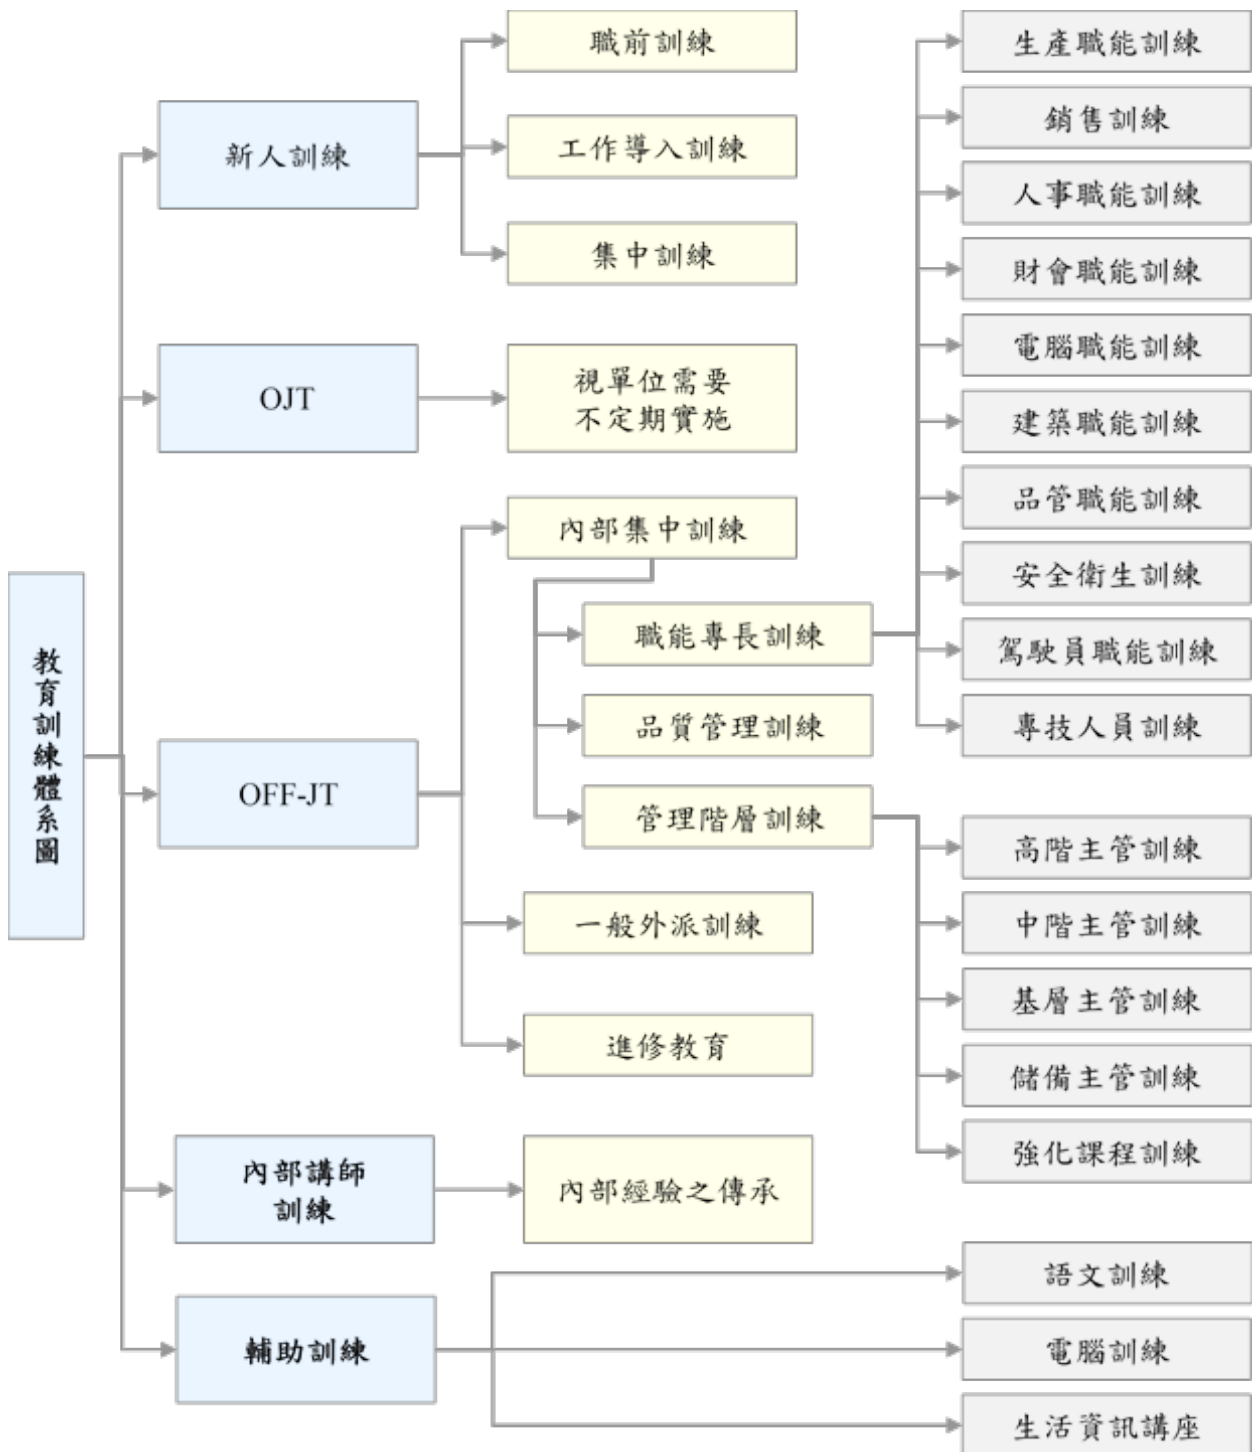 教育訓練體系圖
新人訓練
職前訓練
工作導入訓練
集中訓練
OJT
視單位需要
不定期實施
OFF-JT
內部集中訓練
職能專長訓練
生產職能訓練
銷售訓練
人事職能訓練
財會職能訓練
電腦職能訓練
建築職能訓練
品管職能訓練
安全衛生訓練
駕駛員職能訓練
專技人員訓練
品質管理訓練
管理階層訓練
高階主管訓練
中階主管訓練
基層主管訓練
儲備主管訓練
強化課程訓練
一般外派訓練
進修教育
內部講師
訓練
內部經驗之傳承
輔助訓練
語文訓練
電腦訓練
生活資訊講座